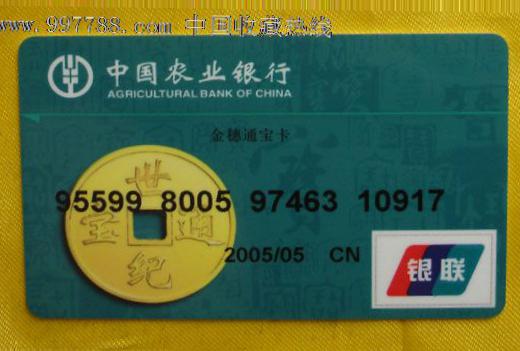 www.997788.com 中国收藏热线
中国农业银行
AGRICULTURAL BANK OF CHINA
金穗通宝卡
世
宝 通
纪
95599 8005 97463 10917
2005/05 CN
银联